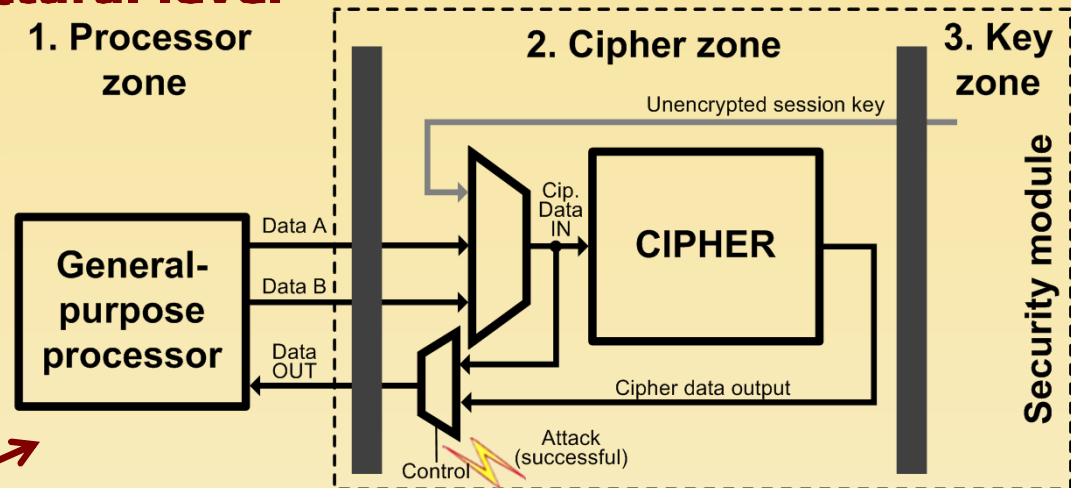 1. Processor
zone
2. Cipher zone
3. Key
zone
Unencrypted session key
Security module
Cip.
Data
IN
CIPHER
Data A
General-
purpose
processor
Data B
Data
OUT
Cipher data output
Attack
(successful)
Control